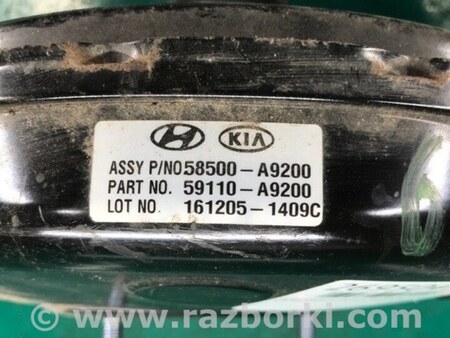 KIA
ASSY P/NO58500-A9200
PART NO. 59110-A9200
LOT NO. 161205-1409C
www.razborki.com